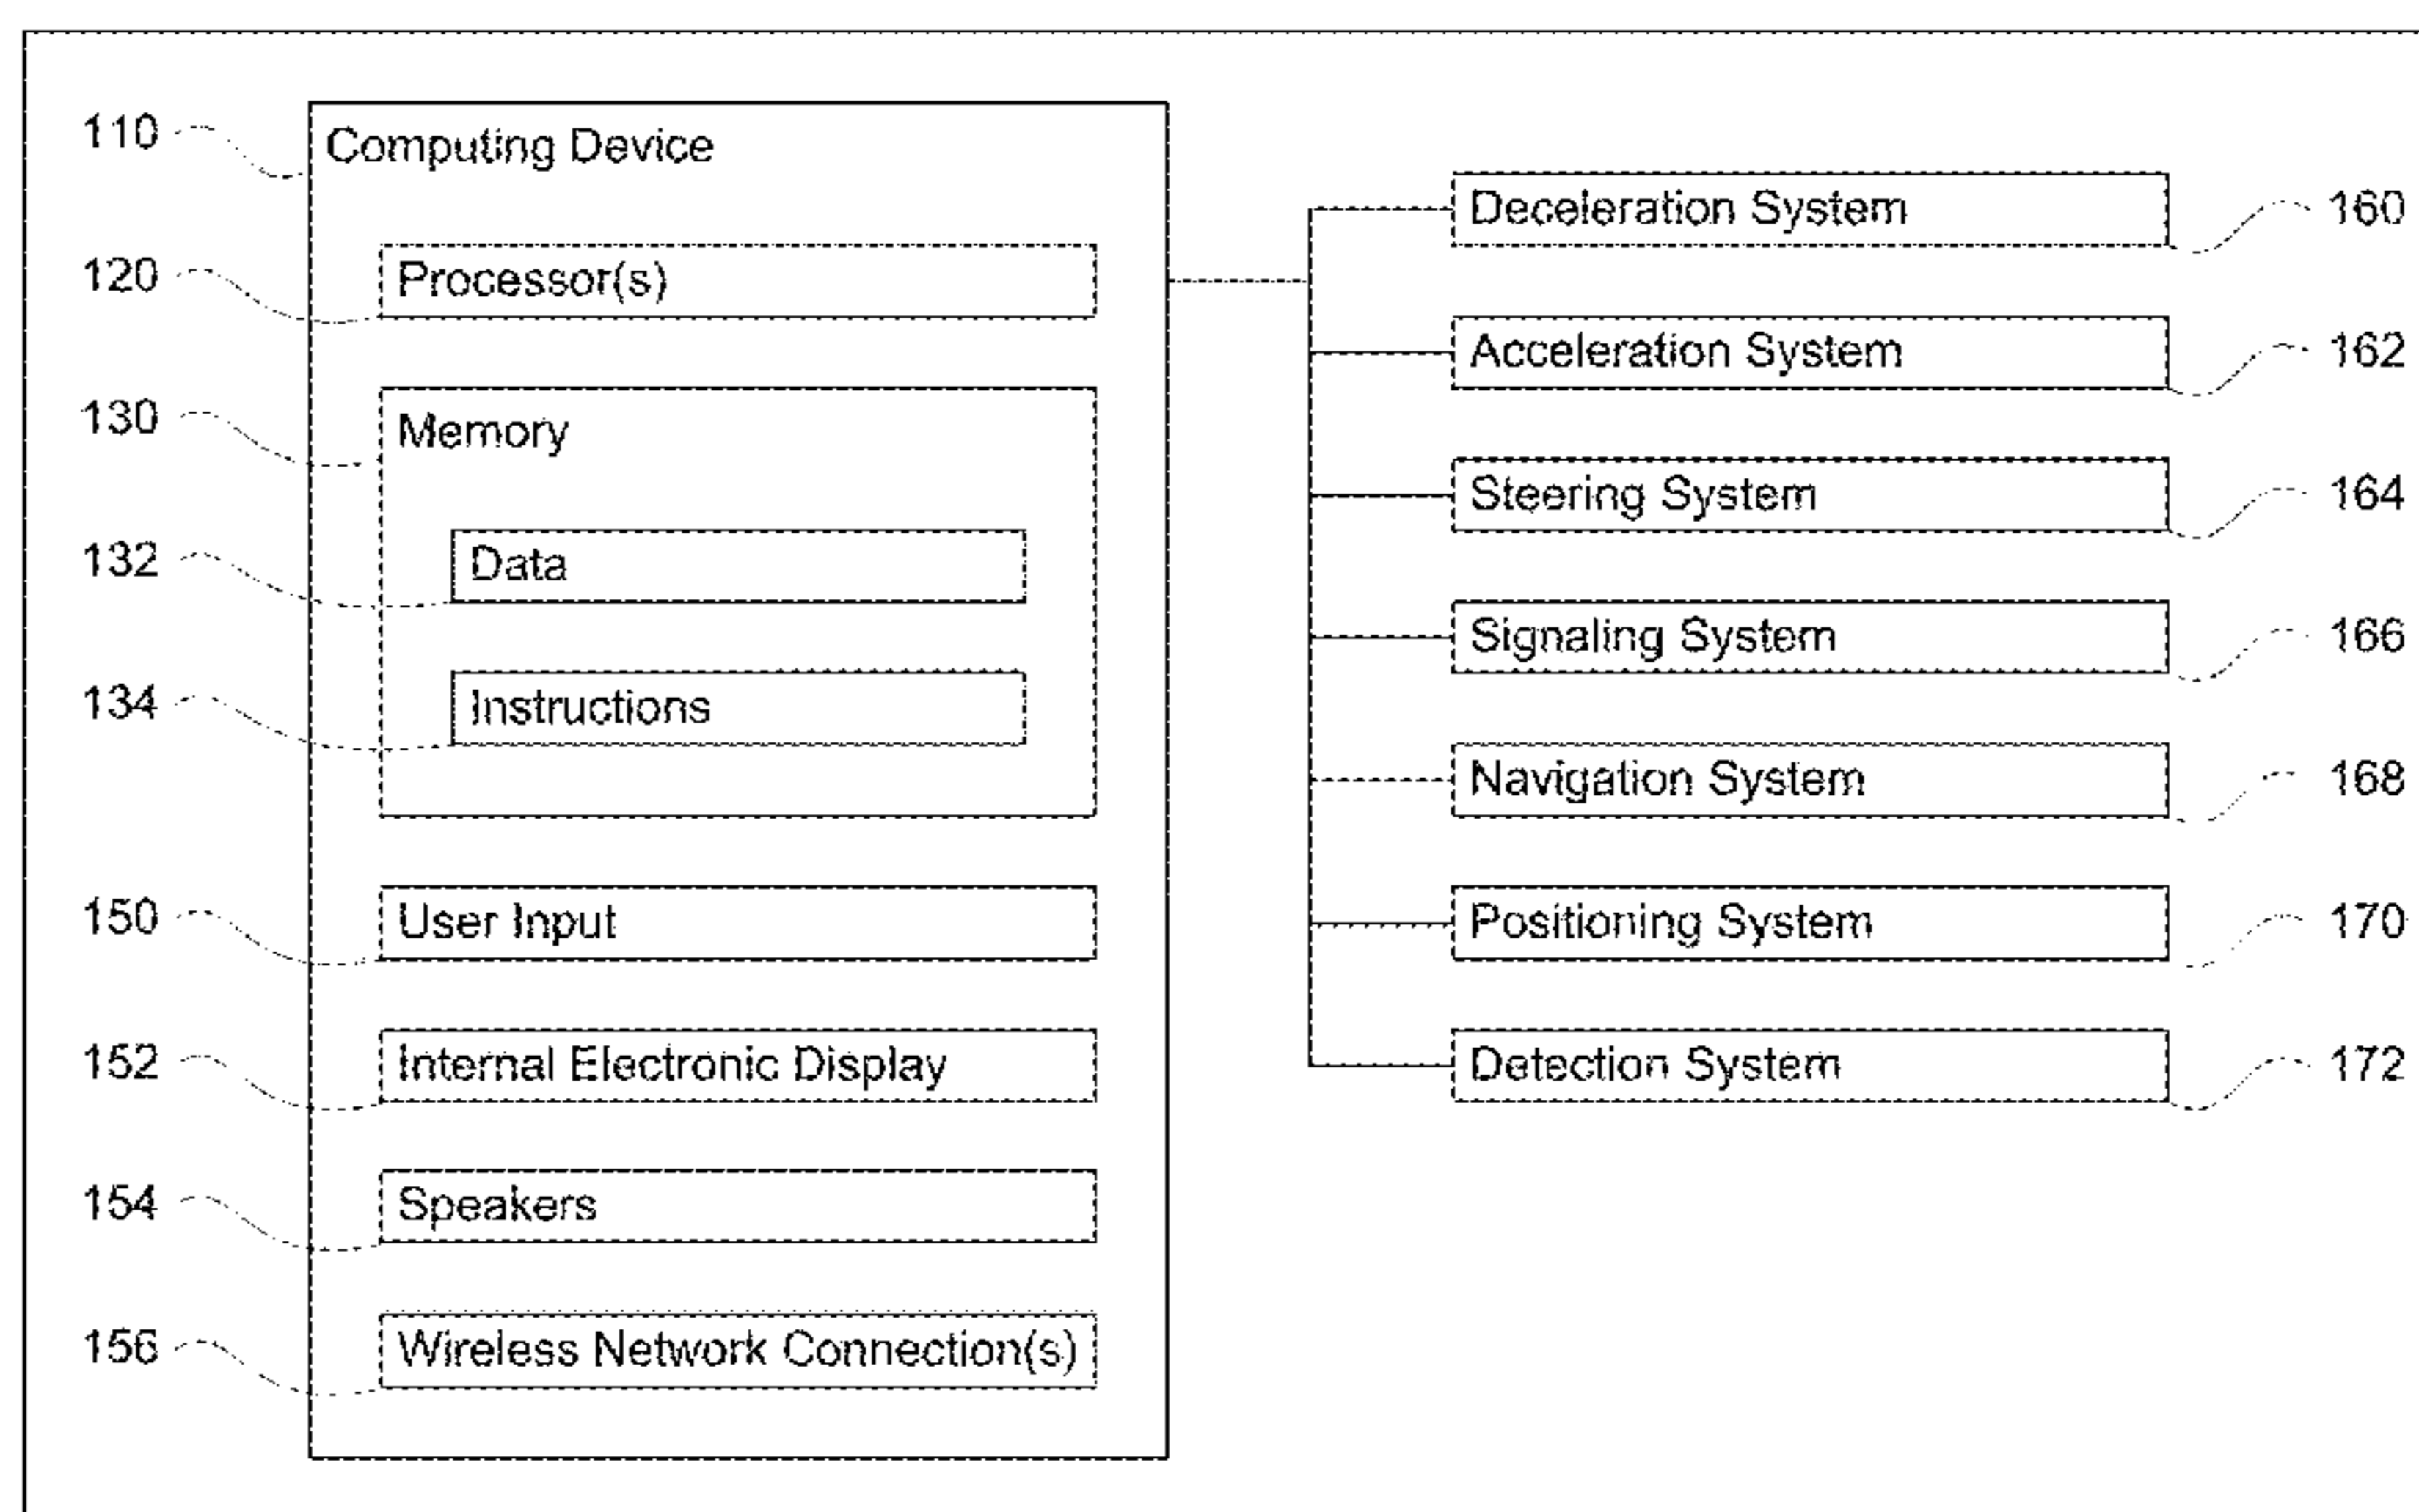 110 Computing Device
120 Processor(s)
130 Memory
132 Data
134 Instructions
150 User Input
152 Internal Electronic Display
154 Speakers
156 Wireless Network Connection(s)
Deceleration System 160
Acceleration System 162
Steering System 164
Signaling System 166
Navigation System 168
Positioning System 170
Detection System 172